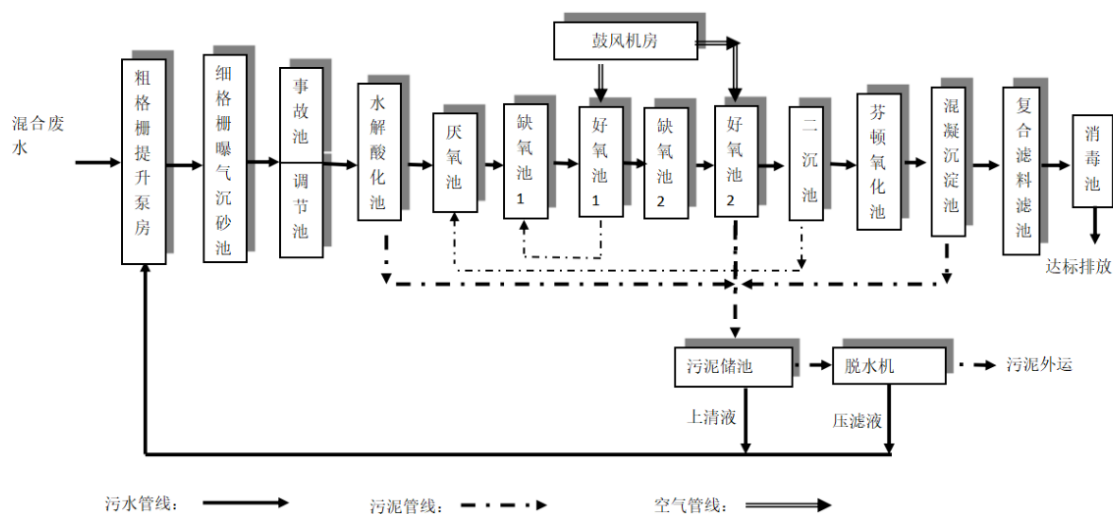 鼓风机房
混合废
水
粗格栅提升泵房
细格栅曝气沉砂池
事故池
调节池
水解酸化池
厌氧池
缺氧池1
好氧池1
缺氧池2
好氧池2
二沉池
芬顿氧化池
混凝沉淀池
复合滤料滤池
消毒池
达标排放
污泥储池
脱水机
污泥外运
上清液
压滤液
污水管线：
污泥管线：
空气管线：